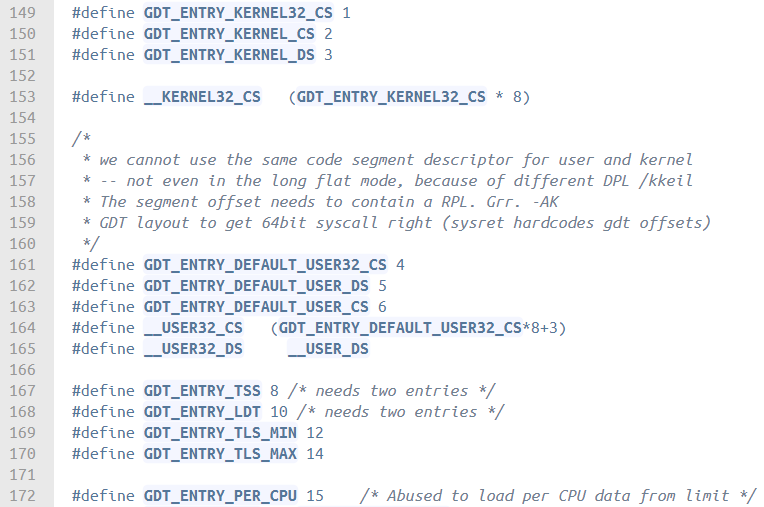 149 #define GDT_ENTRY_KERNEL32_CS 1
150 #define GDT_ENTRY_KERNEL_CS 2
151 #define GDT_ENTRY_KERNEL_DS 3
152
153 #define __KERNEL32_CS   (GDT_ENTRY_KERNEL32_CS * 8)
154
155 /*
156  * we cannot use the same code segment descriptor for user and kernel
157  * -- not even in the long flat mode, because of different DPL /kkeil
158  * The segment offset needs to contain a RPL. Grr. -AK
159  * GDT layout to get 64bit syscall right (sysret hardcodes gdt offsets)
160  */
161 #define GDT_ENTRY_DEFAULT_USER32_CS 4
162 #define GDT_ENTRY_DEFAULT_USER_DS 5
163 #define GDT_ENTRY_DEFAULT_USER_CS 6
164 #define __USER32_CS   (GDT_ENTRY_DEFAULT_USER32_CS*8+3)
165 #define __USER32_DS     __USER_DS
166
167 #define GDT_ENTRY_TSS 8 /* needs two entries */
168 #define GDT_ENTRY_LDT 10 /* needs two entries */
169 #define GDT_ENTRY_TLS_MIN 12
170 #define GDT_ENTRY_TLS_MAX 14
171
172 #define GDT_ENTRY_PER_CPU 15    /* Abused to load per CPU data from limit */